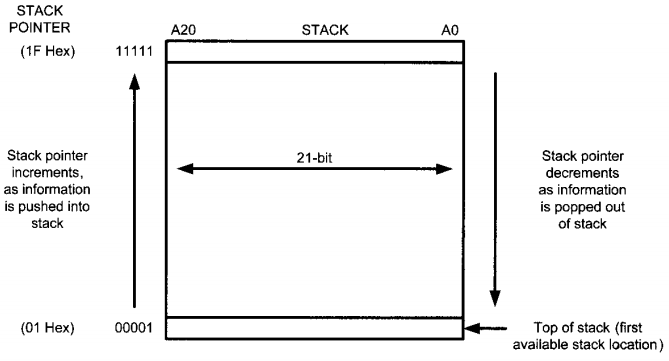 STACK
POINTER
A20 STACK A0
(1F Hex) 11111
21-bit
Stack pointer
increments,
as information
is pushed into
stack
Stack pointer
decrements
as information
is popped out
of stack
(01 Hex) 00001
Top of stack (first
available stack location)